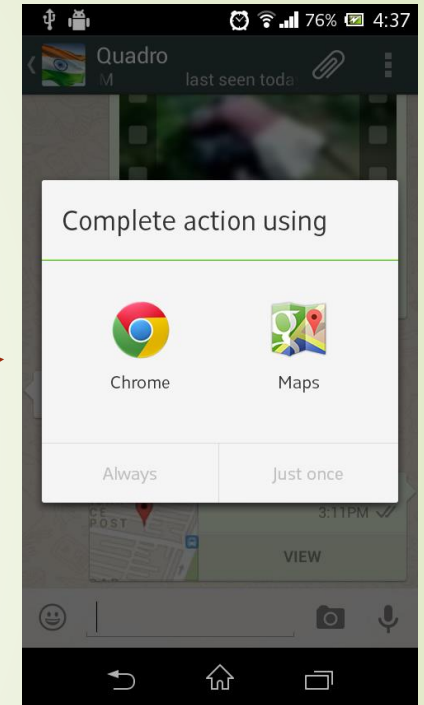 76% 4:37
Quadro
M last seen toda
Complete action using
Chrome Maps
Always Just once
CE
POST
3:11PM
VIEW